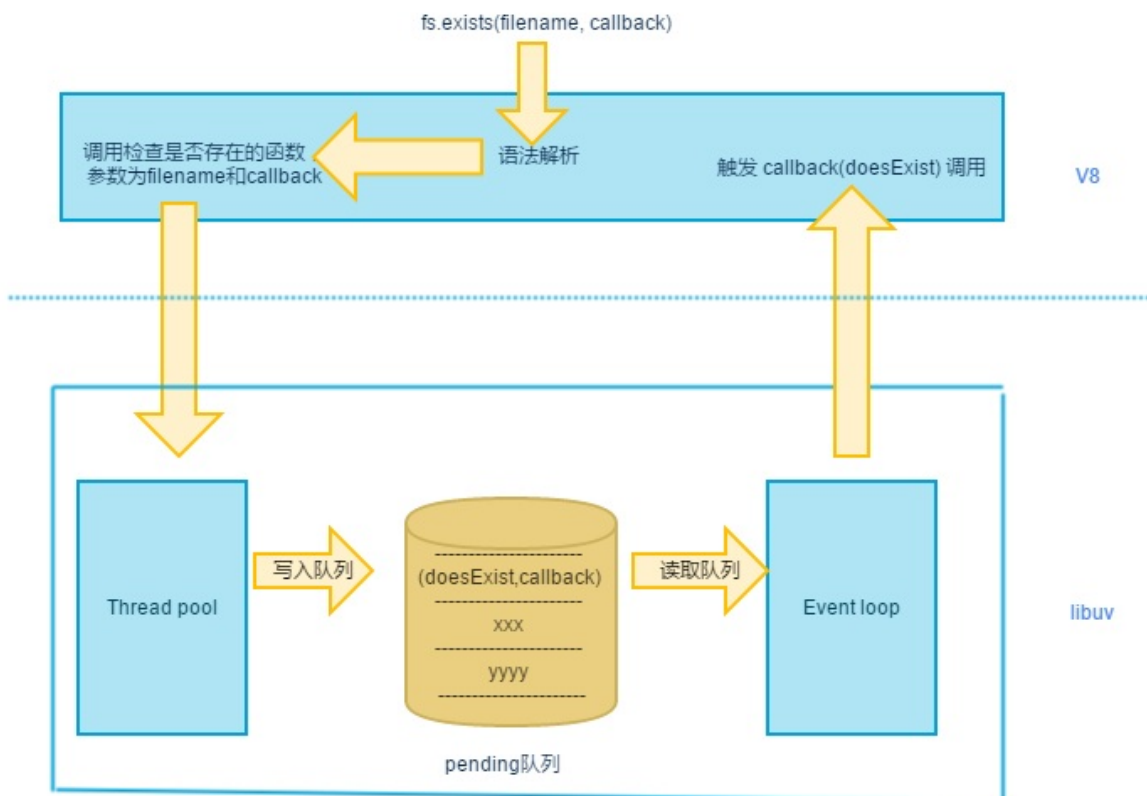 fs.exists(filename, callback)
调用检查是否存在的函数
参数为filename和callback
语法解析
触发 callback(doesExist) 调用
V8
Thread pool
写入队列
(doesExist,callback)
xxx
yyyy
pending队列
读取队列
Event loop
libuv